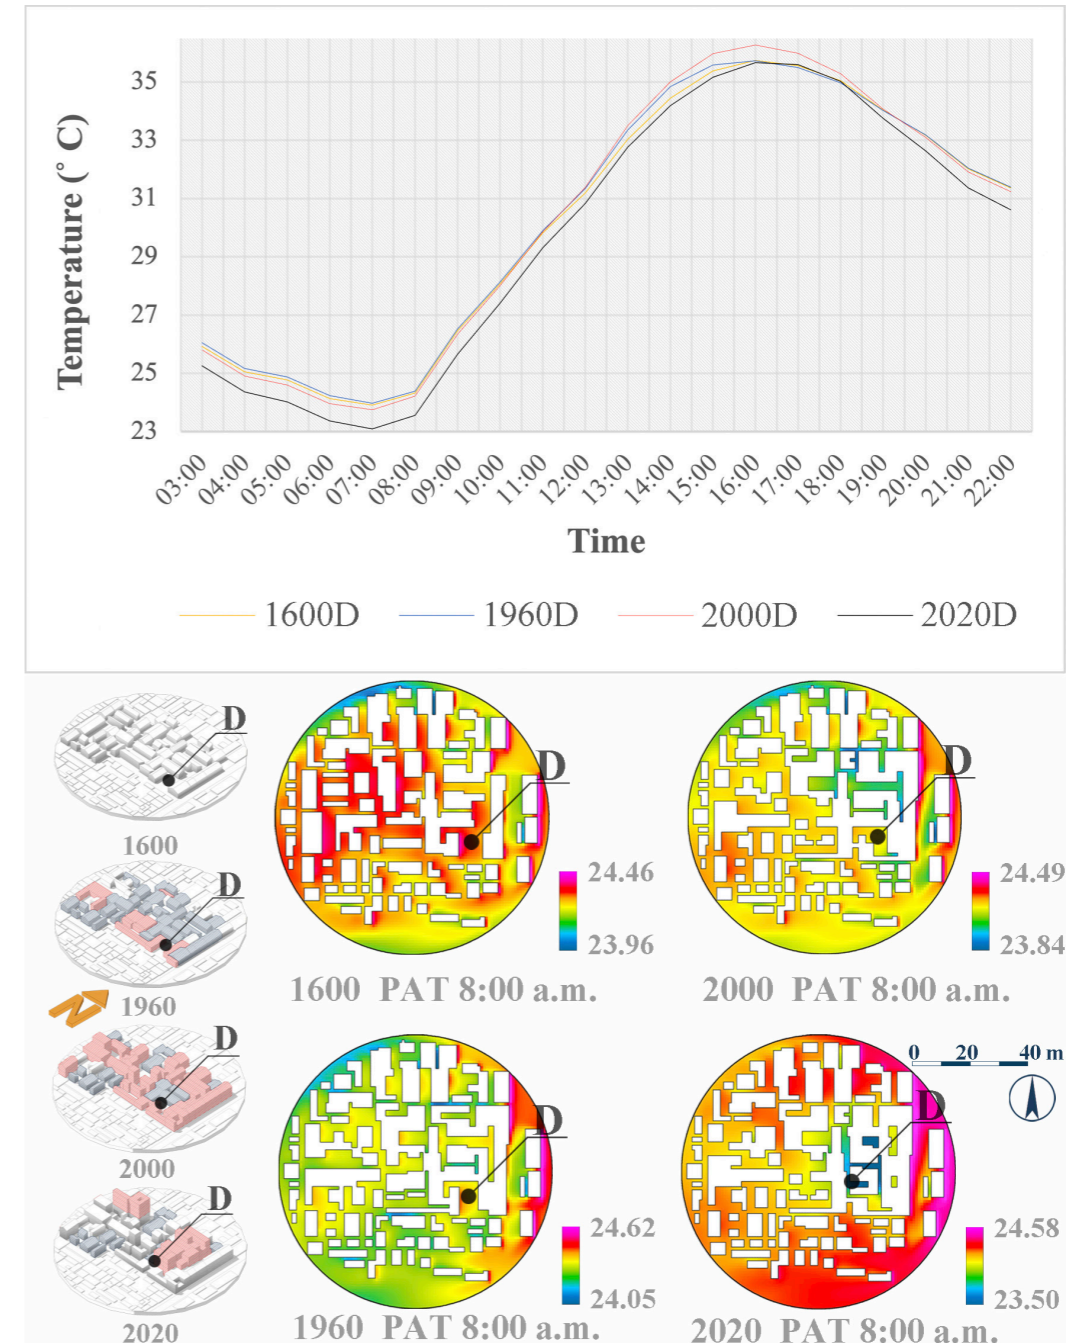 Temperature (° C)
35
33
31
29
27
25
23
03:00 04:00 05:00 06:00 07:00 08:00 09:00 10:00 11:00 12:00 13:00 14:00 15:00 16:00 17:00 18:00 19:00 20:00 21:00 22:00
Time
1600D 1960D 2000D 2020D
D
1600
D
1960
N
D
2000
D
2020
D
24.46
23.96
1600 PAT 8:00 a.m.
D
24.49
23.84
2000 PAT 8:00 a.m.
D
24.62
24.05
1960 PAT 8:00 a.m.
0 20 40 m
D
24.58
23.50
2020 PAT 8:00 a.m.